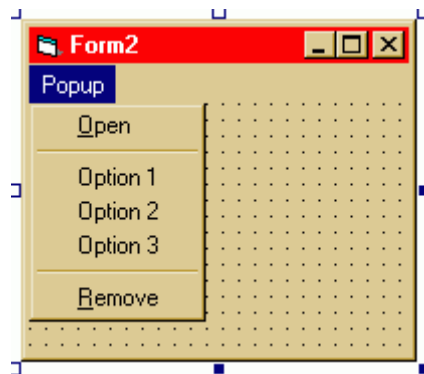 Form2
Popup
Open
Option 1
Option 2
Option 3
Remove